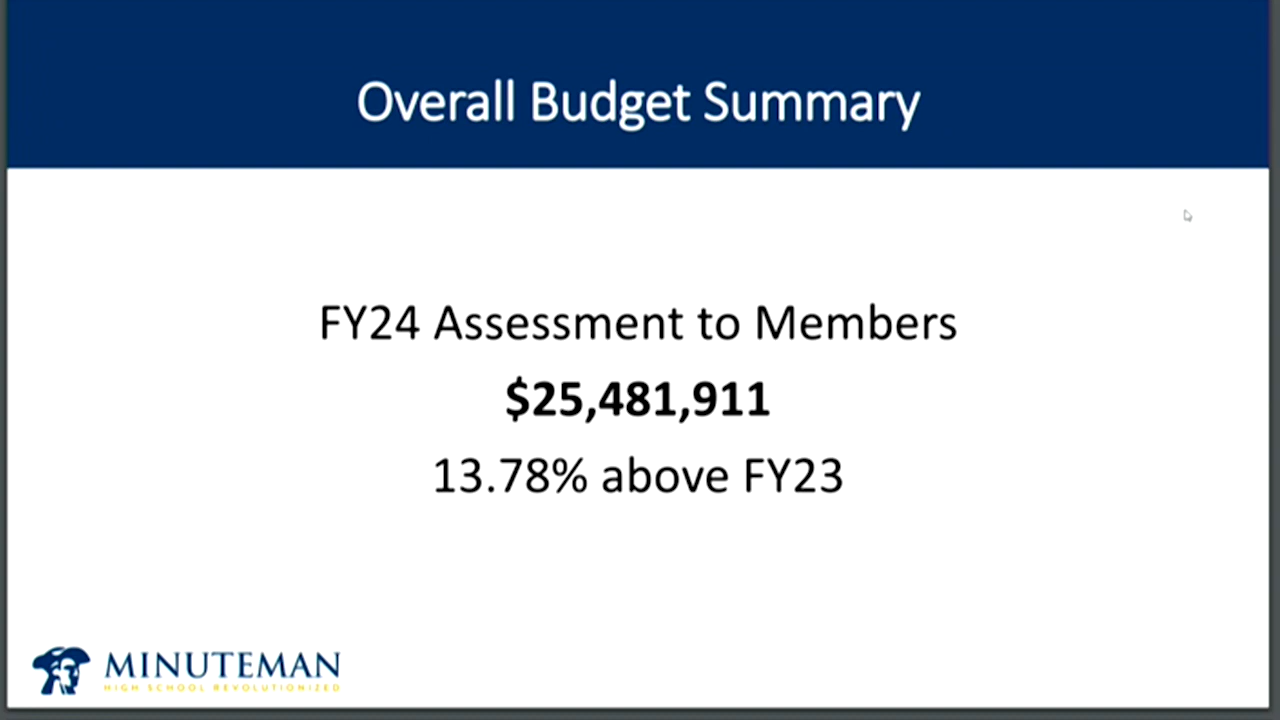 Overall Budget Summary
FY24 Assessment to Members
$25,481,911
13.78% above FY23
MINUTEMAN
HIGH SCHOOL REVOLUTIONIZED